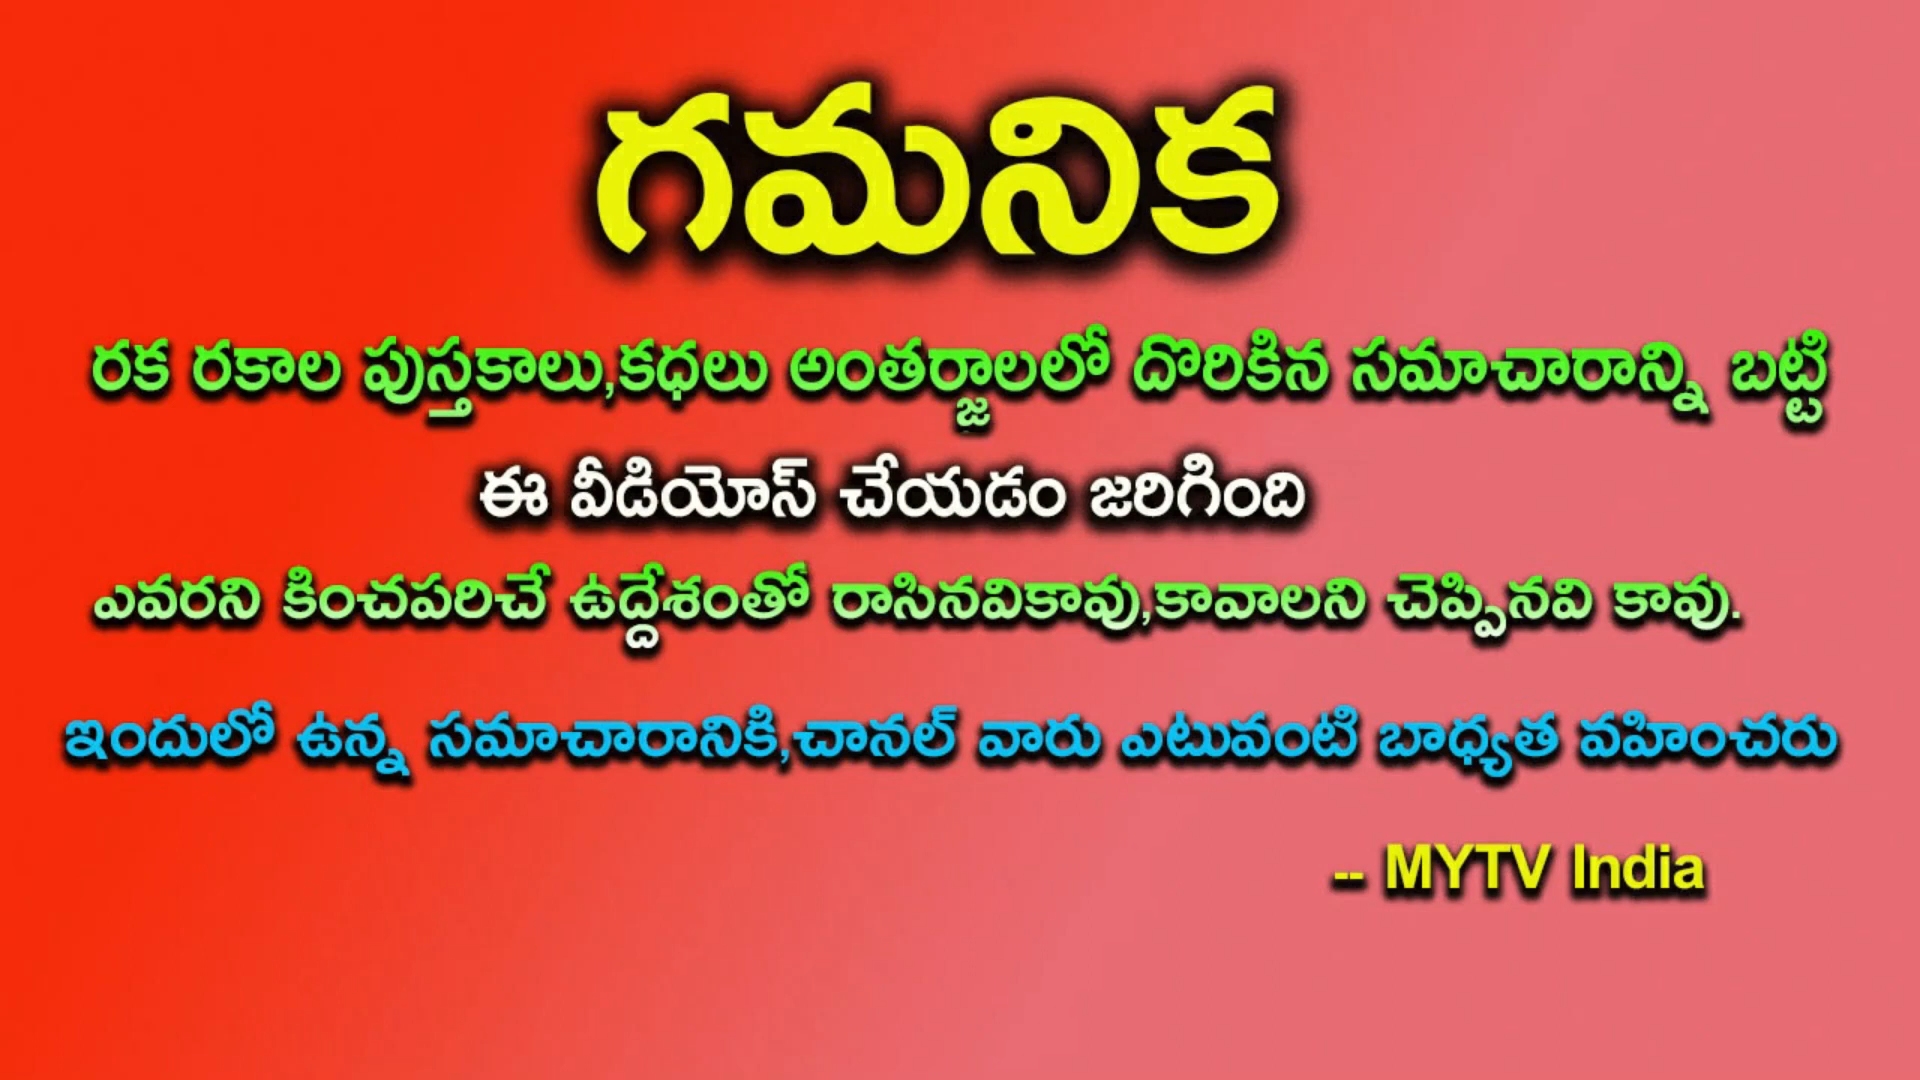 గమనిక
రక రకాల పుస్తకాలు,కధలు అంతర్జాలలో దొరికిన సమాచారాన్ని బట్టి
ఈ వీడియోస్ చేయడం జరిగింది
ఎవరని కించపరిచే ఉద్దేశంతో రాసినవికావు,కావాలని చెప్పినవి కావు.
ఇందులో ఉన్న సమాచారానికి,చానల్ వారు ఎటువంటి బాధ్యత వహించరు
-- MYTV India